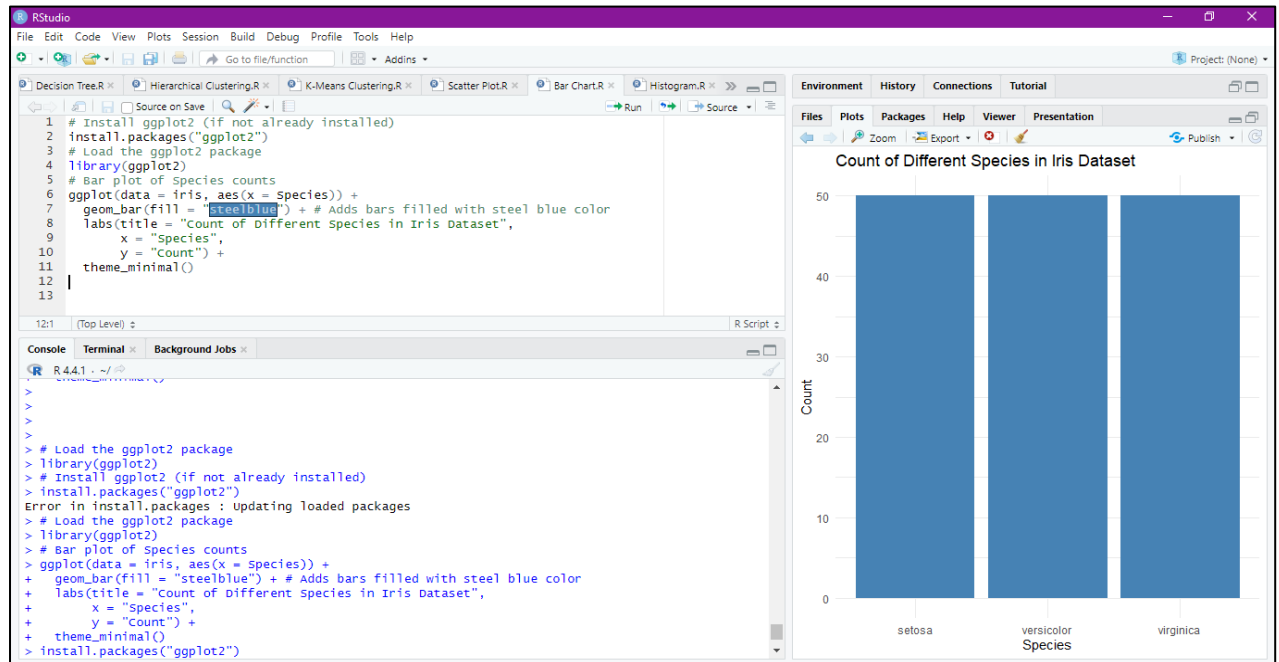 RStudio
File Edit Code View Plots Session Build Debug Profile Tools Help
Go to file/function Addins Project: (None)
Decision Tree.R Hierarchical Clustering.R K-Means Clustering.R Scatter Plot.R Bar Chart.R Histogram.R
Source on Save Run Source
1 # Install ggplot2 (if not already installed)
2 install.packages("ggplot2")
3 # Load the ggplot2 package
4 library(ggplot2)
5 # Bar plot of Species counts
6 ggplot(data = iris, aes(x = Species)) +
7 geom_bar(fill = "steelblue") + # Adds bars filled with steel blue color
8 labs(title = "Count of Different Species in Iris Dataset",
9 x = "Species",
10 y = "Count") +
11 theme_minimal()
12
13
12:1 (Top Level) R Script
Console Terminal Background Jobs
R 4.4.1 · ~/
+ theme_minimal()
>
>
>
>
> # Load the ggplot2 package
> library(ggplot2)
> # Install ggplot2 (if not already installed)
> install.packages("ggplot2")
Error in install.packages : Updating loaded packages
> # Load the ggplot2 package
> library(ggplot2)
> # Bar plot of Species counts
> ggplot(data = iris, aes(x = Species)) +
+ geom_bar(fill = "steelblue") + # Adds bars filled with steel blue color
+ labs(title = "Count of Different Species in Iris Dataset",
+ x = "Species",
+ y = "Count") +
+ theme_minimal()
> install.packages("ggplot2")
Environment History Connections Tutorial
Files Plots Packages Help Viewer Presentation
Zoom Export Publish
Count of Different Species in Iris Dataset
50
40
30
20
10
0
Count
setosa versicolor virginica
Species